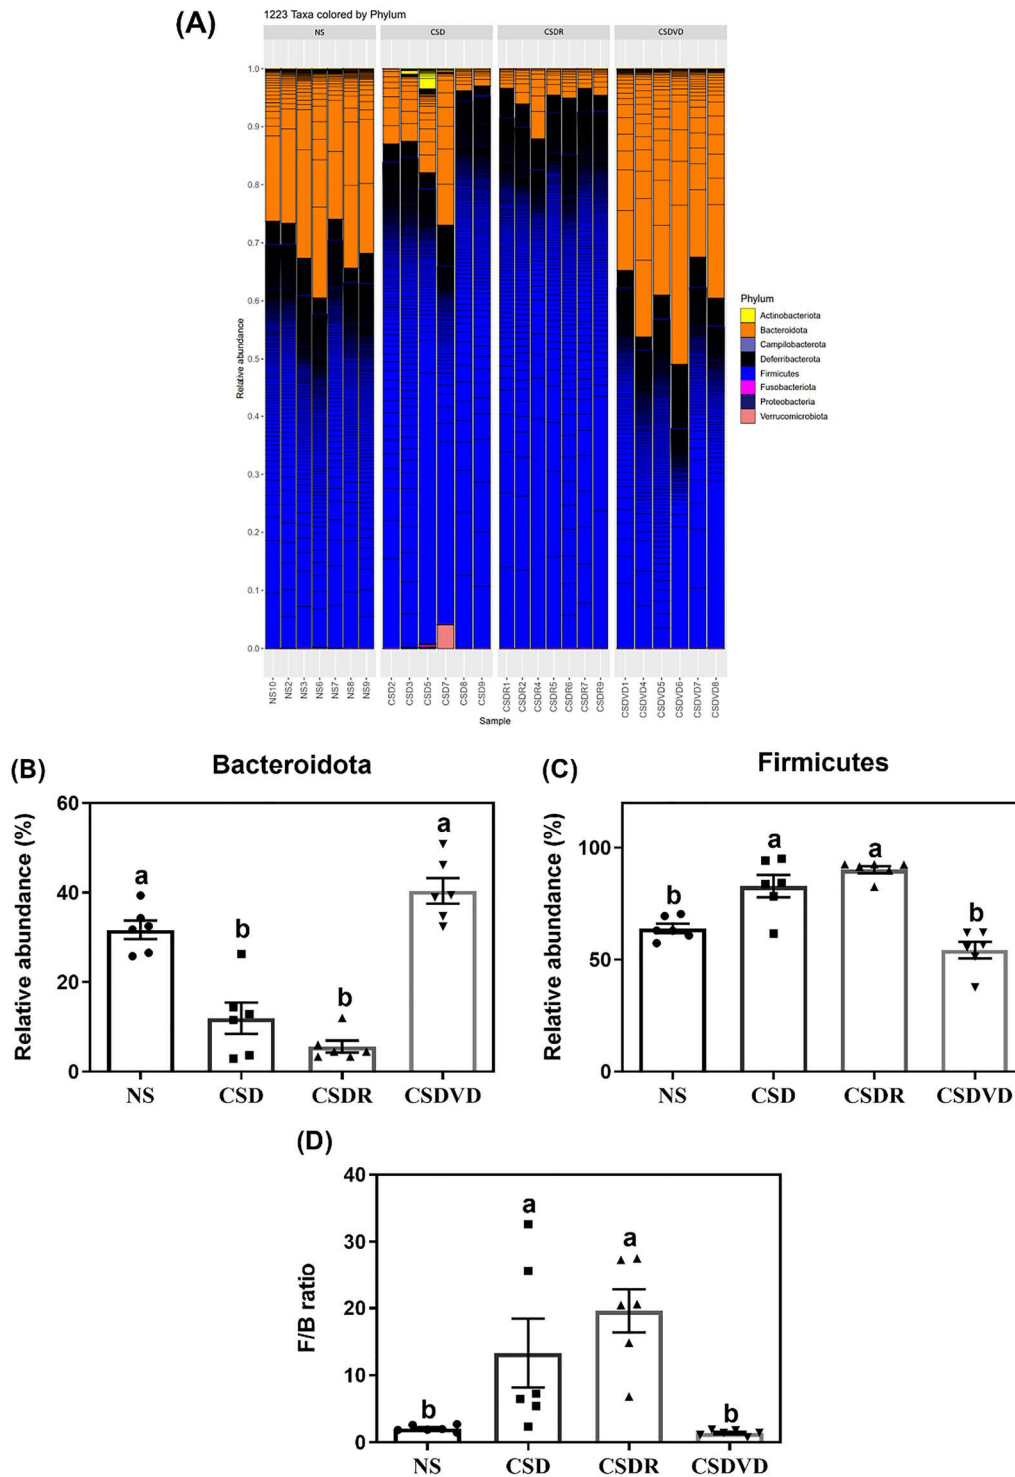 (A)
1223 Taxa colored by Phylum
NS
CSD
CSDR
CSDVD
1.0
0.9
0.8
0.7
0.6
0.5
0.4
0.3
0.2
0.1
0.0
Relative abundance
NS10
NS2
NS3
NS6
NS7
NS8
NS9
CSD2
CSD3
CSD5
CSD7
CSD8
CSD9
CSDR1
CSDR2
CSDR4
CSDR5
CSDR6
CSDR7
CSDR9
CSDVD1
CSDVD4
CSDVD5
CSDVD6
CSDVD7
CSDVD8
Sample
Phylum
Actinobacteriota
Bacteroidota
Campilobacterota
Deferribacterota
Firmicutes
Fusobacteriota
Proteobacteria
Verrucomicrobiota
(B)
Bacteroidota
Relative abundance (%)
60
40
20
0
a
b
b
a
NS
CSD
CSDR
CSDVD
(C)
Firmicutes
Relative abundance (%)
100
50
0
b
a
a
b
NS
CSD
CSDR
CSDVD
(D)
F/B ratio
40
30
20
10
0
b
a
a
b
NS
CSD
CSDR
CSDVD